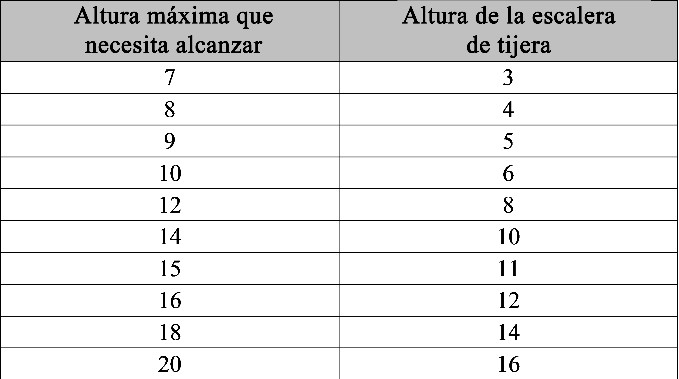 Altura máxima que
necesita alcanzar
Altura de la escalera
de tijera
7 3
8 4
9 5
10 6
12 8
14 10
15 11
16 12
18 14
20 16